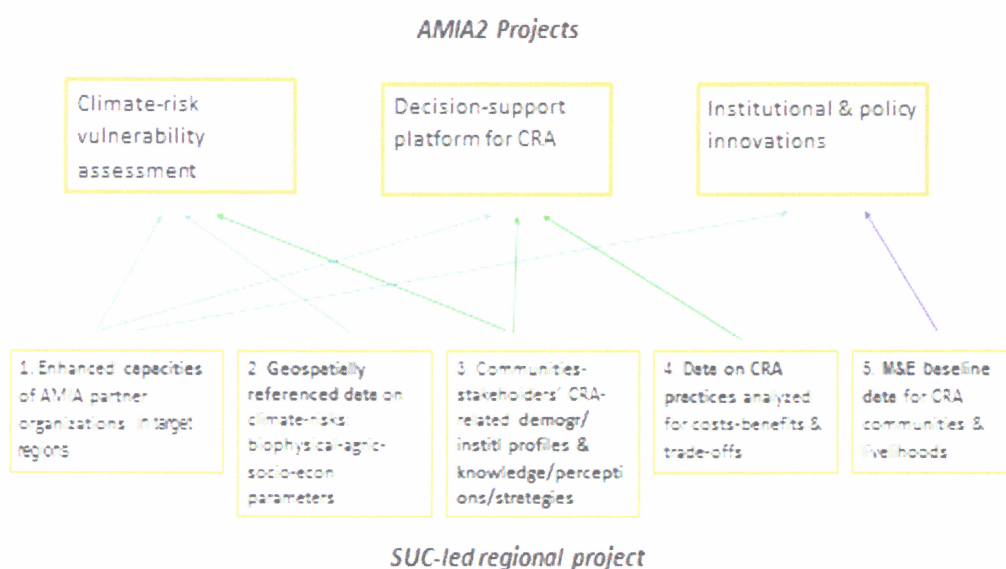 AMIA2 Projects
Climate-risk
vulnerability
assessment
Decision-support
platform for CRA
Institutional & policy
innovations
1. Enhanced capacities
of AMIA partner
organizations in target
regions
2. Geospatially
referenced data on
climate-risks:
biophysical-agric-
socio-econ
parameters
3. Communities-
stakeholders' CRA-
related demogr/
institl profiles &
knowledge/percepti
ons/strategies
4. Data on CRA
practices analyzed
for costs-benefits &
trade-offs
5. M&E baseline
data for CRA
communities &
livelihoods
SUC-led regional project